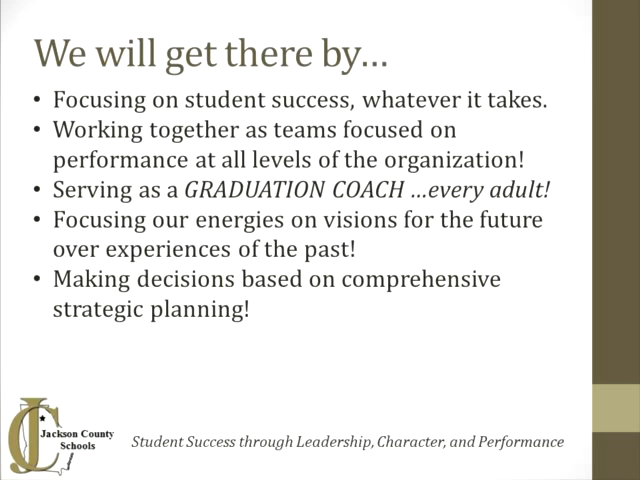 We will get there by…
• Focusing on student success, whatever it takes.
• Working together as teams focused on
performance at all levels of the organization!
• Serving as a GRADUATION COACH …every adult!
• Focusing our energies on visions for the future
over experiences of the past!
• Making decisions based on comprehensive
strategic planning!
JC
Jackson County
Schools
Student Success through Leadership, Character, and Performance